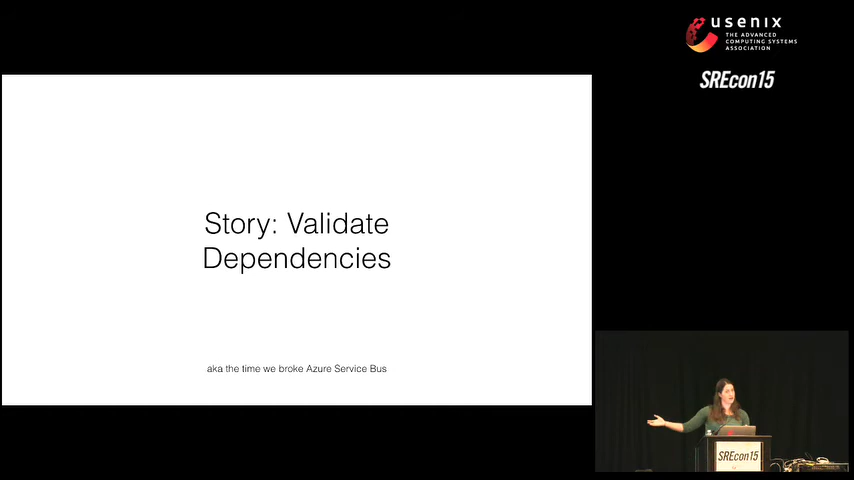 usenix
THE ADVANCED
COMPUTING SYSTEMS
ASSOCIATION
SREcon15
Story: Validate
Dependencies
aka the time we broke Azure Service Bus
SREcon15